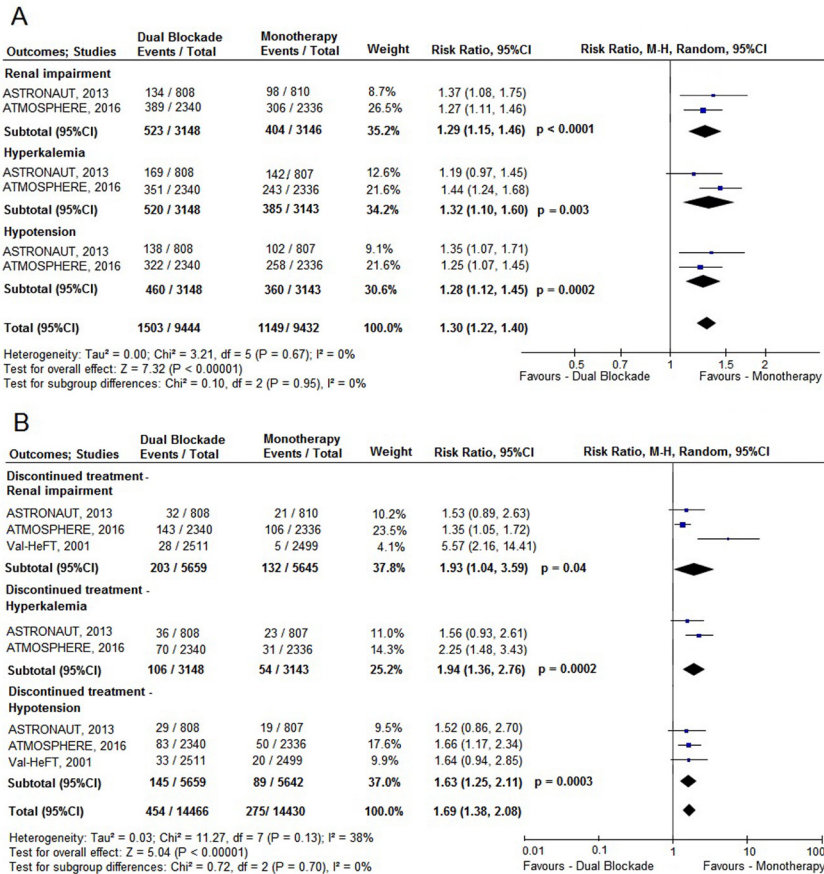 A
Dual Blockade Monotherapy
Outcomes; Studies Events / Total Events / Total Weight Risk Ratio, 95%CI Risk Ratio, M-H, Random, 95%CI
Renal impairment
ASTRONAUT, 2013 134 / 808 98 / 810 8.7% 1.37 (1.08, 1.75)
ATMOSPHERE, 2016 389 / 2340 306 / 2336 26.5% 1.27 (1.11, 1.46)
Subtotal (95%CI) 523 / 3148 404 / 3146 35.2% 1.29 (1.15, 1.46) p < 0.0001
Hyperkalemia
ASTRONAUT, 2013 169 / 808 142 / 807 12.6% 1.19 (0.97, 1.45)
ATMOSPHERE, 2016 351 / 2340 243 / 2336 21.6% 1.44 (1.24, 1.68)
Subtotal (95%CI) 520 / 3148 385 / 3143 34.2% 1.32 (1.10, 1.60) p = 0.003
Hypotension
ASTRONAUT, 2013 138 / 808 102 / 807 9.1% 1.35 (1.07, 1.71)
ATMOSPHERE, 2016 322 / 2340 258 / 2336 21.6% 1.25 (1.07, 1.45)
Subtotal (95%CI) 460 / 3148 360 / 3143 30.6% 1.28 (1.12, 1.45) p = 0.0002
Total (95%CI) 1503 / 9444 1149 / 9432 100.0% 1.30 (1.22, 1.40)
Heterogeneity: Tau² = 0.00; Chi² = 3.21, df = 5 (P = 0.67); I² = 0%
Test for overall effect: Z = 7.32 (P < 0.00001)
Test for subgroup differences: Chi² = 0.10, df = 2 (P = 0.95), I² = 0%
0.5 0.7 1 1.5 2
Favours - Dual Blockade Favours - Monotherapy
B
Dual Blockade Monotherapy
Outcomes; Studies Events / Total Events / Total Weight Risk Ratio, 95%CI Risk Ratio, M-H, Random, 95%CI
Discontinued treatment -
Renal impairment
ASTRONAUT, 2013 32 / 808 21 / 810 10.2% 1.53 (0.89, 2.63)
ATMOSPHERE, 2016 143 / 2340 106 / 2336 23.5% 1.35 (1.05, 1.72)
Val-HeFT, 2001 28 / 2511 5 / 2499 4.1% 5.57 (2.16, 14.41)
Subtotal (95%CI) 203 / 5659 132 / 5645 37.8% 1.93 (1.04, 3.59) p = 0.04
Discontinued treatment -
Hyperkalemia
ASTRONAUT, 2013 36 / 808 23 / 807 11.0% 1.56 (0.93, 2.61)
ATMOSPHERE, 2016 70 / 2340 31 / 2336 14.3% 2.25 (1.48, 3.43)
Subtotal (95%CI) 106 / 3148 54 / 3143 25.2% 1.94 (1.36, 2.76) p = 0.0002
Discontinued treatment -
Hypotension
ASTRONAUT, 2013 29 / 808 19 / 807 9.5% 1.52 (0.86, 2.70)
ATMOSPHERE, 2016 83 / 2340 50 / 2336 17.6% 1.66 (1.17, 2.34)
Val-HeFT, 2001 33 / 2511 20 / 2499 9.9% 1.64 (0.94, 2.85)
Subtotal (95%CI) 145 / 5659 89 / 5642 37.0% 1.63 (1.25, 2.11) p = 0.0003
Total (95%CI) 454 / 14466 275/ 14430 100.0% 1.69 (1.38, 2.08)
Heterogeneity: Tau² = 0.03; Chi² = 11.27, df = 7 (P = 0.13); I² = 38%
Test for overall effect: Z = 5.04 (P < 0.00001)
Test for subgroup differences: Chi² = 0.72, df = 2 (P = 0.70), I² = 0%
0.01 0.1 1 10 100
Favours - Dual Blockade Favours - Monotherapy